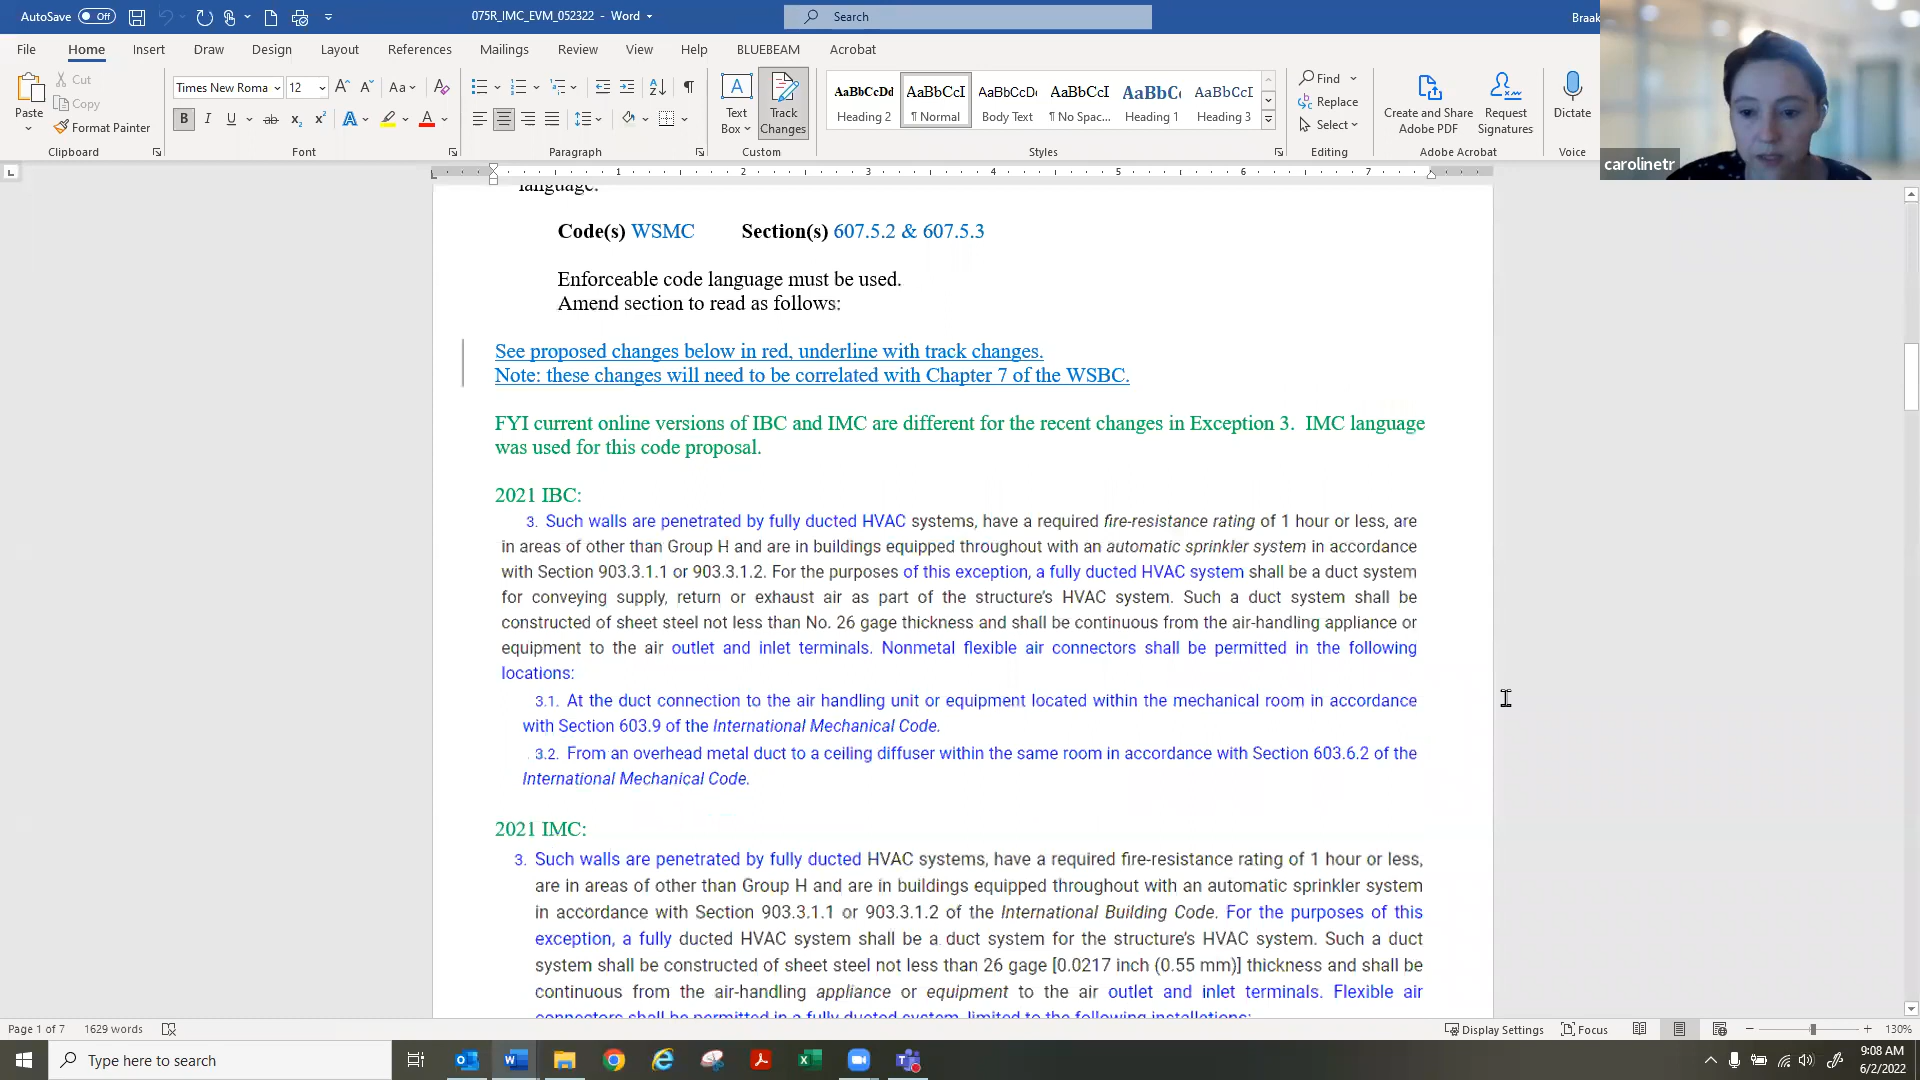 AutoSave Off 075R_IMC_EVM_052322 - Word Search Braak
File Home Insert Draw Design Layout References Mailings Review View Help BLUEBEAM Acrobat
Paste Cut Copy Format Painter
Times New Roma 12
Text Box Track Changes
AaBbCcDd AaBbCcI AaBbCcDc AaBbCcI AaBbC AaBbCcI
Heading 2 ¶ Normal Body Text ¶ No Spac... Heading 1 Heading 3
Find Replace Select
Create and Share Adobe PDF Request Signatures
Dictate
Clipboard Font Paragraph Custom Styles Editing Adobe Acrobat Voice
carolinetr
1 2 3 4 5 6 7
language.
Code(s) WSMC Section(s) 607.5.2 & 607.5.3
Enforceable code language must be used.
Amend section to read as follows:
See proposed changes below in red, underline with track changes.
Note: these changes will need to be correlated with Chapter 7 of the WSBC.
FYI current online versions of IBC and IMC are different for the recent changes in Exception 3. IMC language
was used for this code proposal.
2021 IBC:
3. Such walls are penetrated by fully ducted HVAC systems, have a required fire-resistance rating of 1 hour or less, are
in areas of other than Group H and are in buildings equipped throughout with an automatic sprinkler system in accordance
with Section 903.3.1.1 or 903.3.1.2. For the purposes of this exception, a fully ducted HVAC system shall be a duct system
for conveying supply, return or exhaust air as part of the structure's HVAC system. Such a duct system shall be
constructed of sheet steel not less than No. 26 gage thickness and shall be continuous from the air-handling appliance or
equipment to the air outlet and inlet terminals. Nonmetal flexible air connectors shall be permitted in the following
locations:
3.1. At the duct connection to the air handling unit or equipment located within the mechanical room in accordance
with Section 603.9 of the International Mechanical Code.
3.2. From an overhead metal duct to a ceiling diffuser within the same room in accordance with Section 603.6.2 of the
International Mechanical Code.
2021 IMC:
3. Such walls are penetrated by fully ducted HVAC systems, have a required fire-resistance rating of 1 hour or less,
are in areas of other than Group H and are in buildings equipped throughout with an automatic sprinkler system
in accordance with Section 903.3.1.1 or 903.3.1.2 of the International Building Code. For the purposes of this
exception, a fully ducted HVAC system shall be a duct system for the structure's HVAC system. Such a duct
system shall be constructed of sheet steel not less than 26 gage [0.0217 inch (0.55 mm)] thickness and shall be
continuous from the air-handling appliance or equipment to the air outlet and inlet terminals. Flexible air
connectors shall be permitted in a fully ducted system, limited to the following installations:
Page 1 of 7 1629 words Display Settings Focus 130%
Type here to search
9:08 AM
6/2/2022